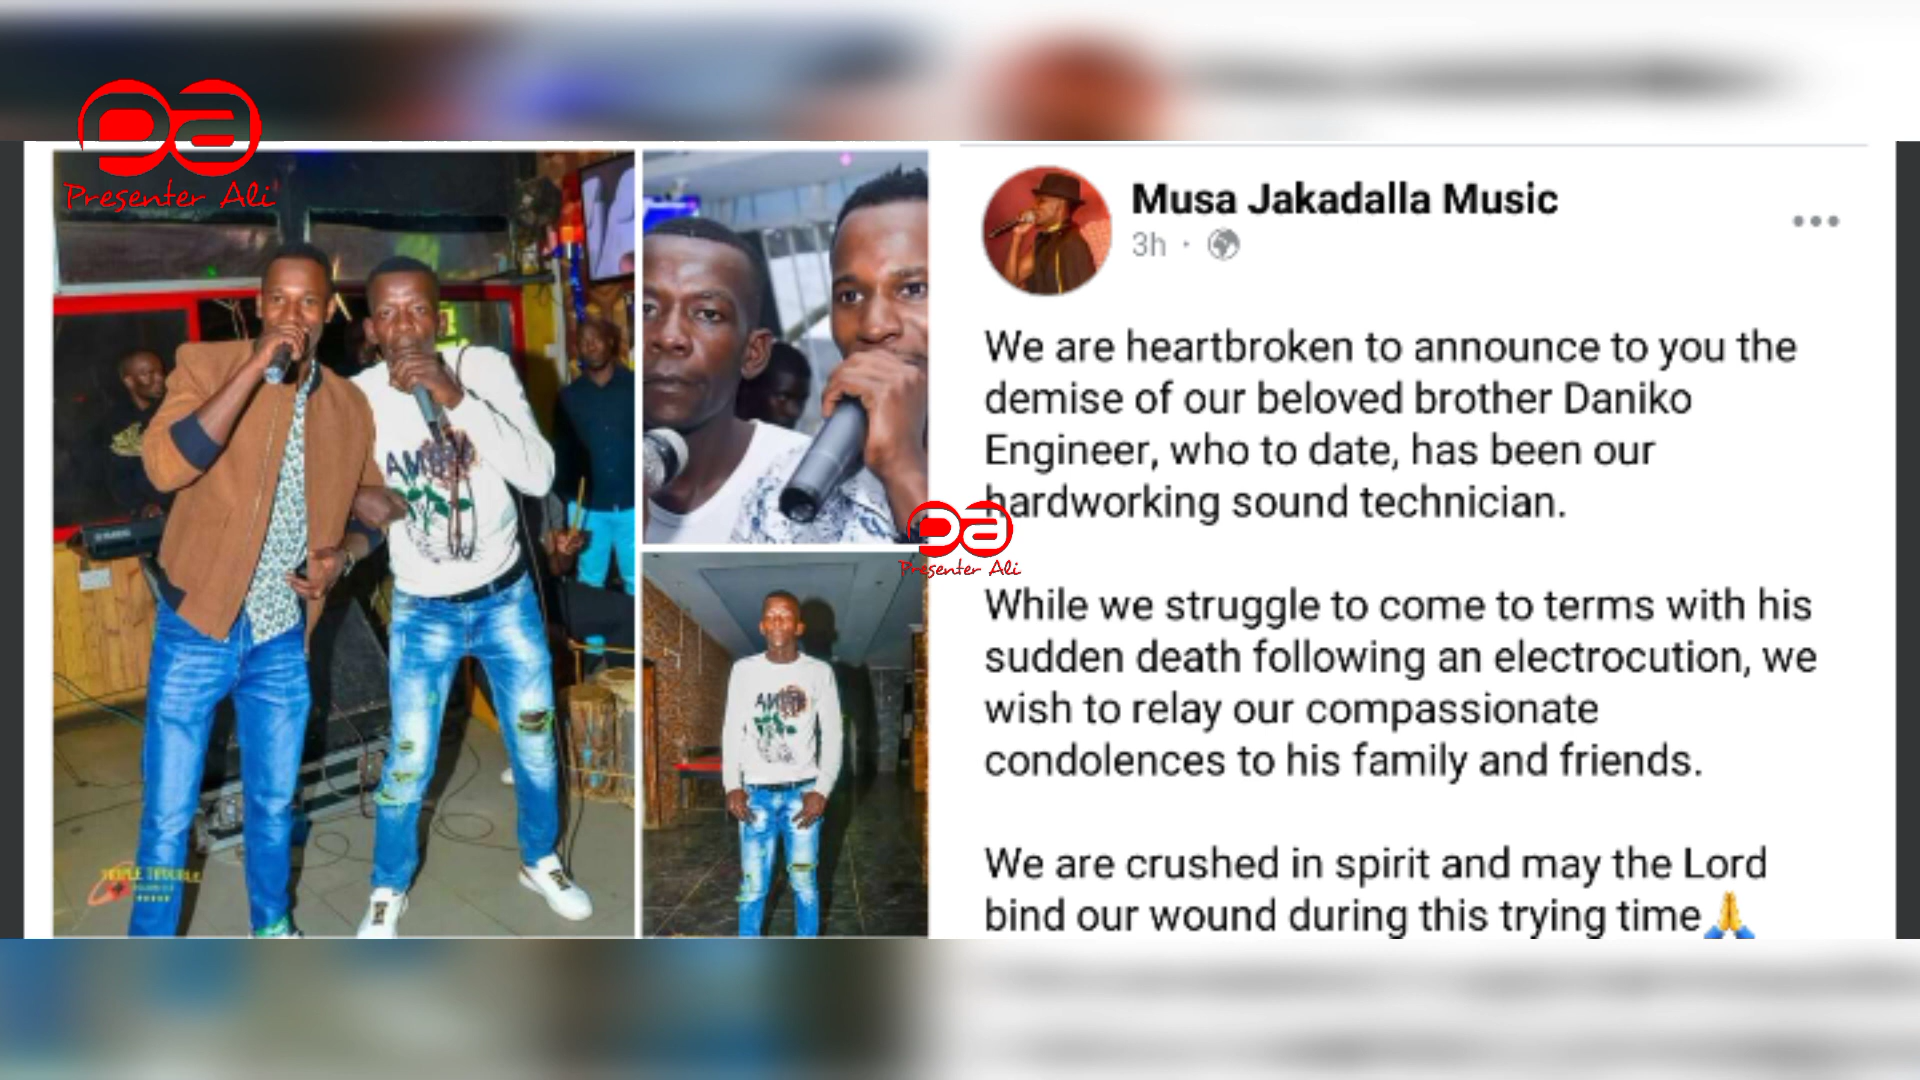 Presenter Ali
Musa Jakadalla Music
3h ·
We are heartbroken to announce to you the
demise of our beloved brother Daniko
Engineer, who to date, has been our
hardworking sound technician.
While we struggle to come to terms with his
sudden death following an electrocution, we
wish to relay our compassionate
condolences to his family and friends.
We are crushed in spirit and may the Lord
bind our wound during this trying time🙏
Presenter Ali
AMIRI
TRIPLE TROUBLE